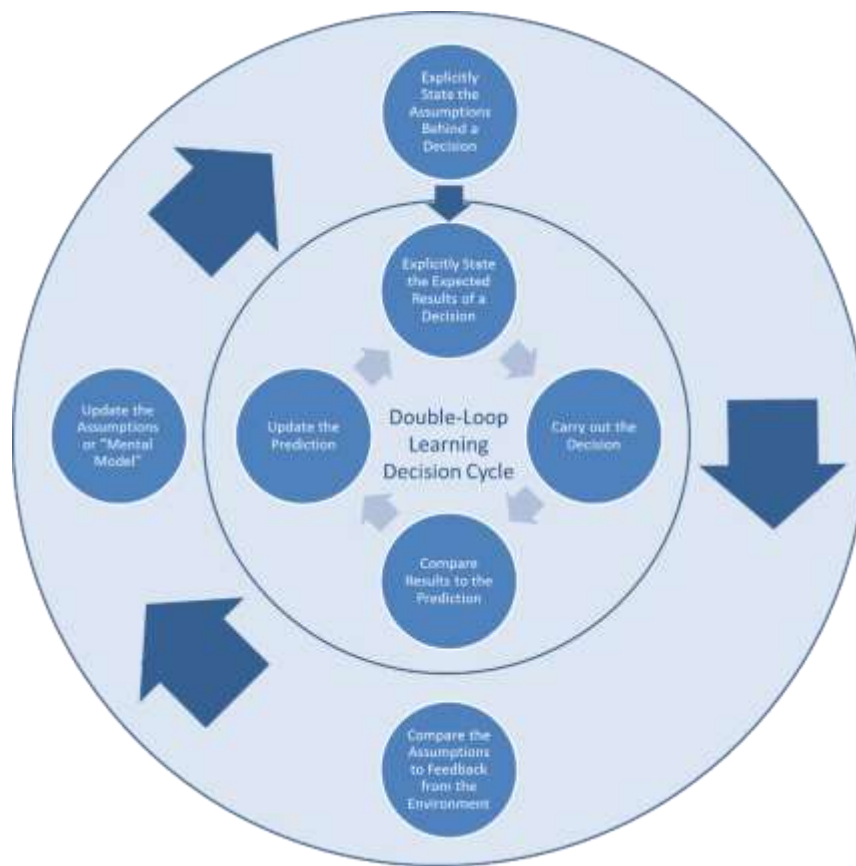 Explicitly
State the
Assumptions
Behind a
Decision
Explicitly State
the Expected
Results of a
Decision
Update the
Assumptions
or "Mental
Model"
Update the
Prediction
Double-Loop
Learning
Decision Cycle
Carry out the
Decision
Compare
Results to the
Prediction
Compare the
Assumptions
to Feedback
from the
Environment